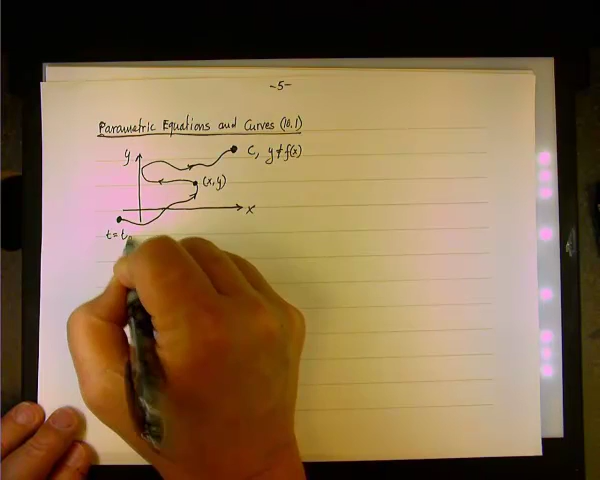 -5-
Parametric Equations and Curves (10.1)
y
C, y ≠ f(x)
(x, y)
x
t = t